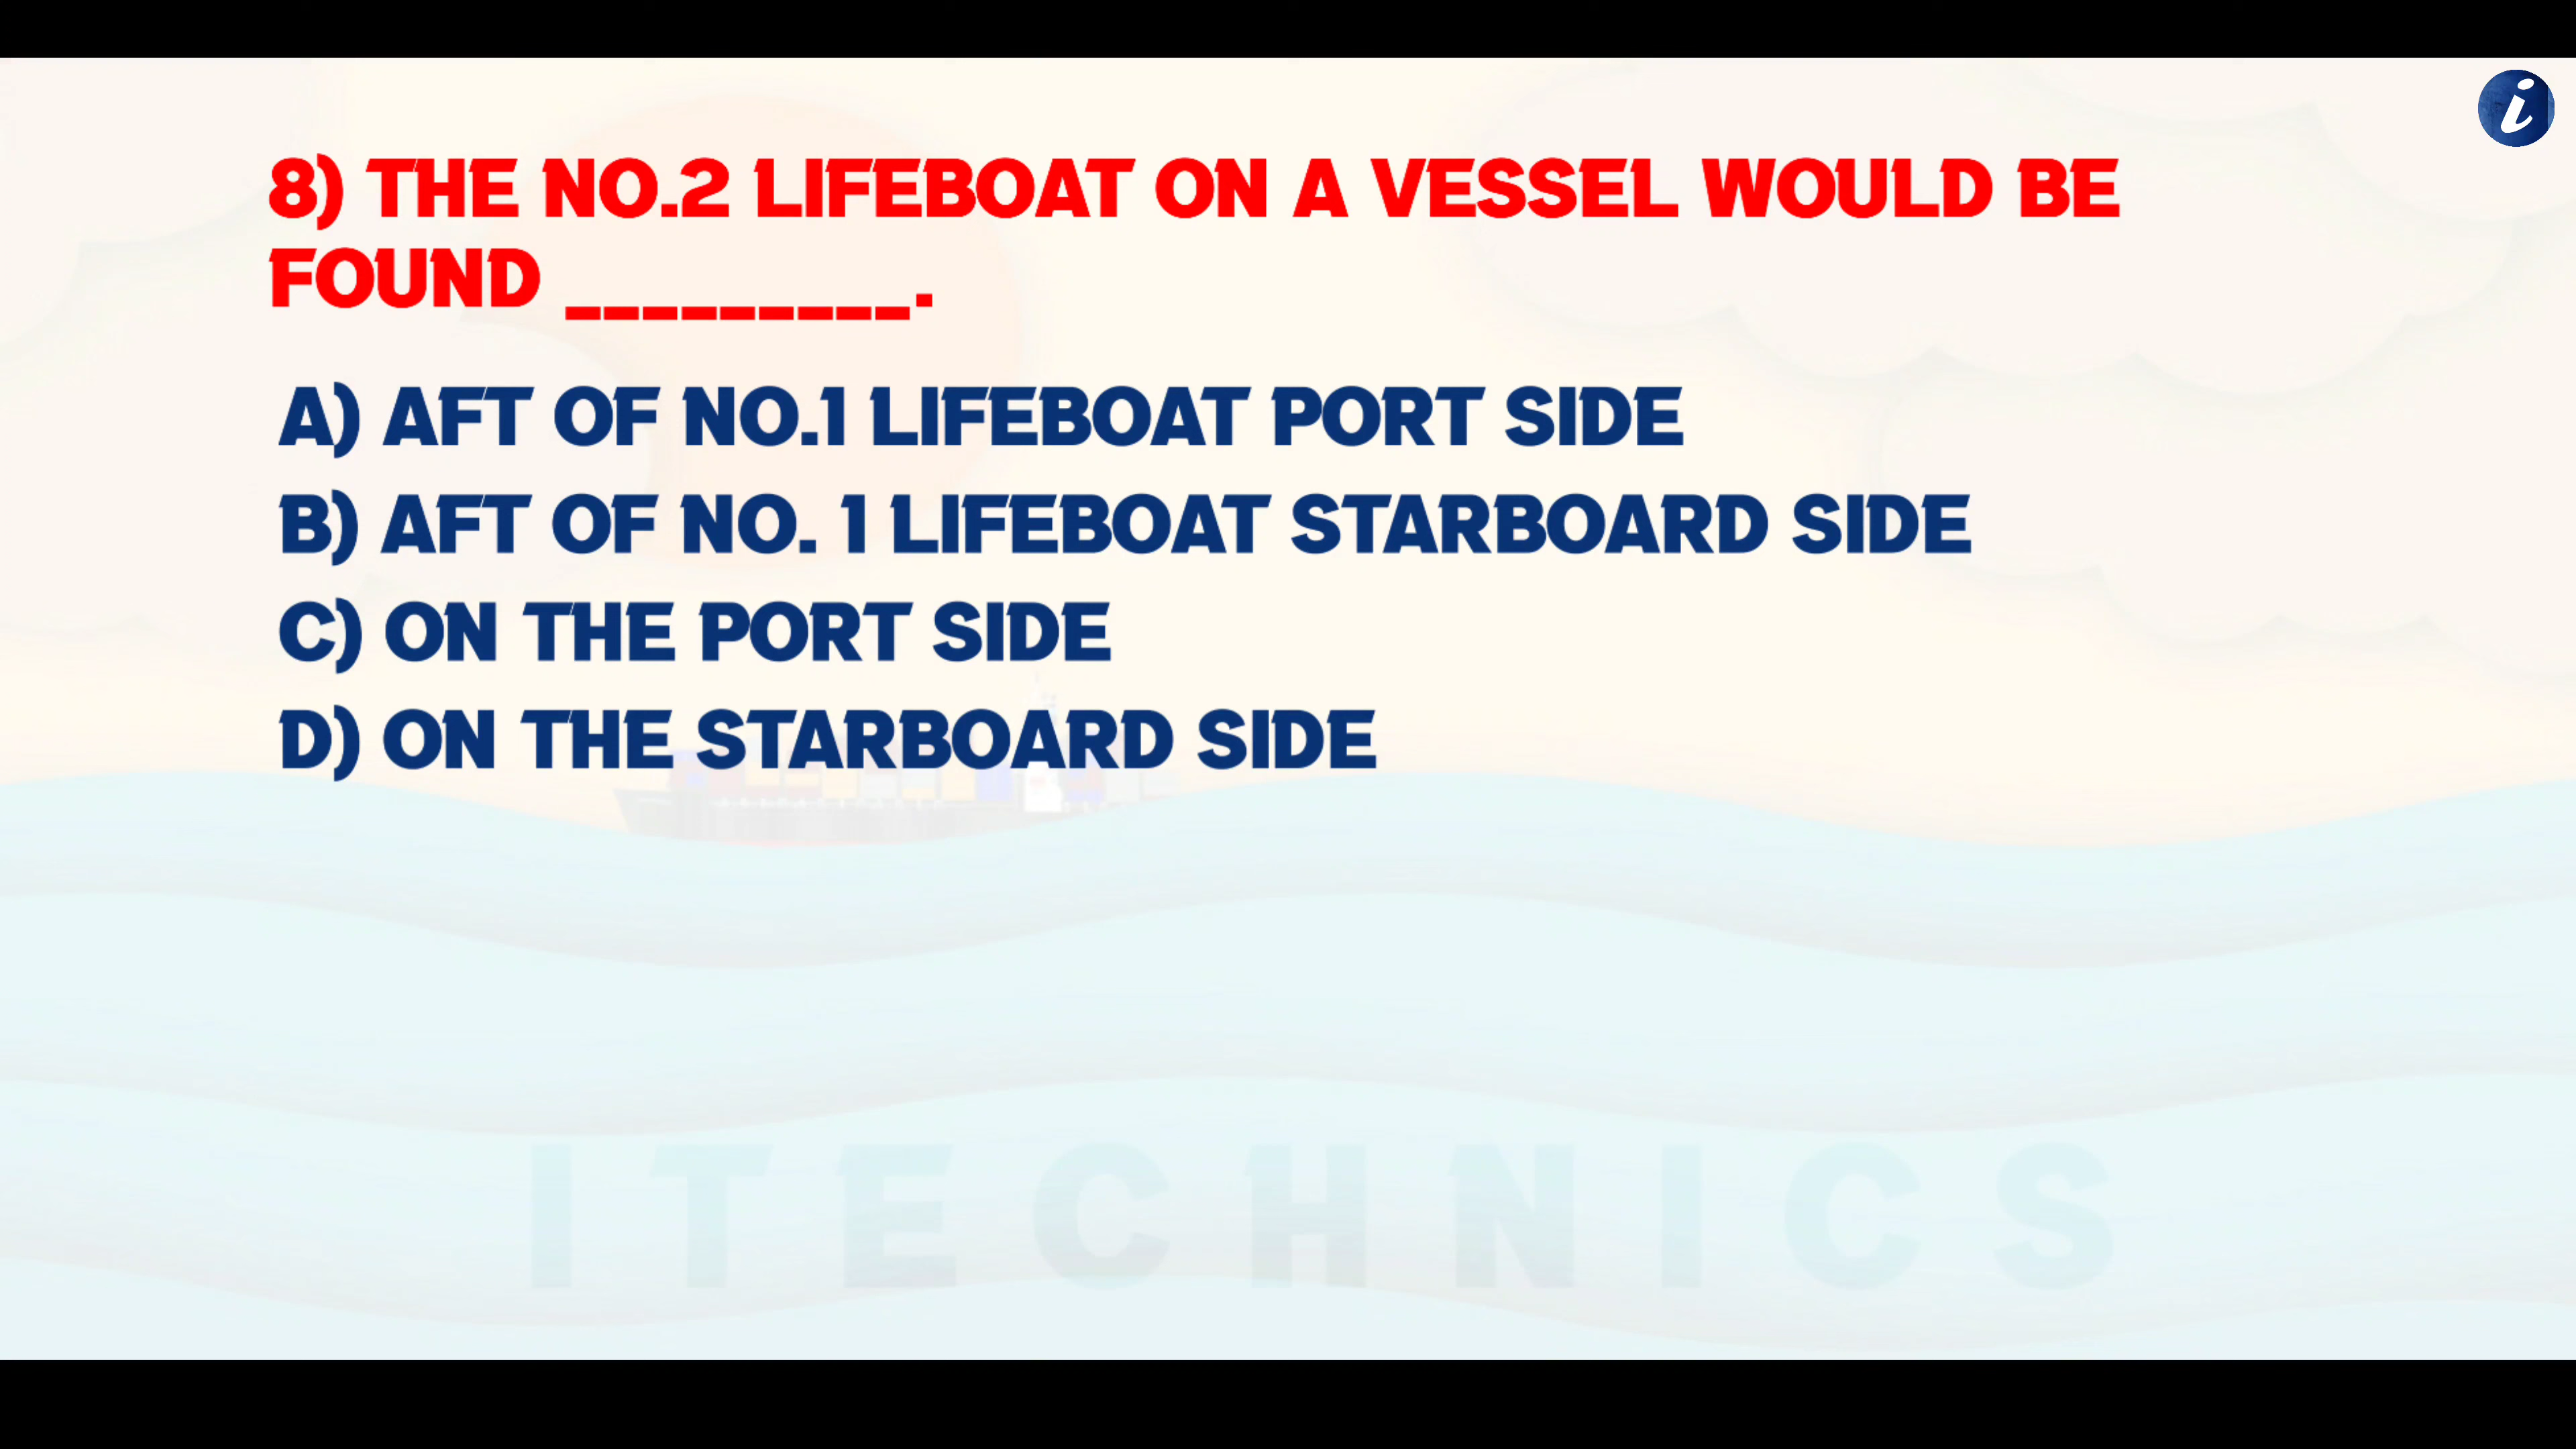 8) THE NO.2 LIFEBOAT ON A VESSEL WOULD BE
FOUND _________.
A) AFT OF NO.1 LIFEBOAT PORT SIDE
B) AFT OF NO. 1 LIFEBOAT STARBOARD SIDE
C) ON THE PORT SIDE
D) ON THE STARBOARD SIDE
ITECHNICS
i